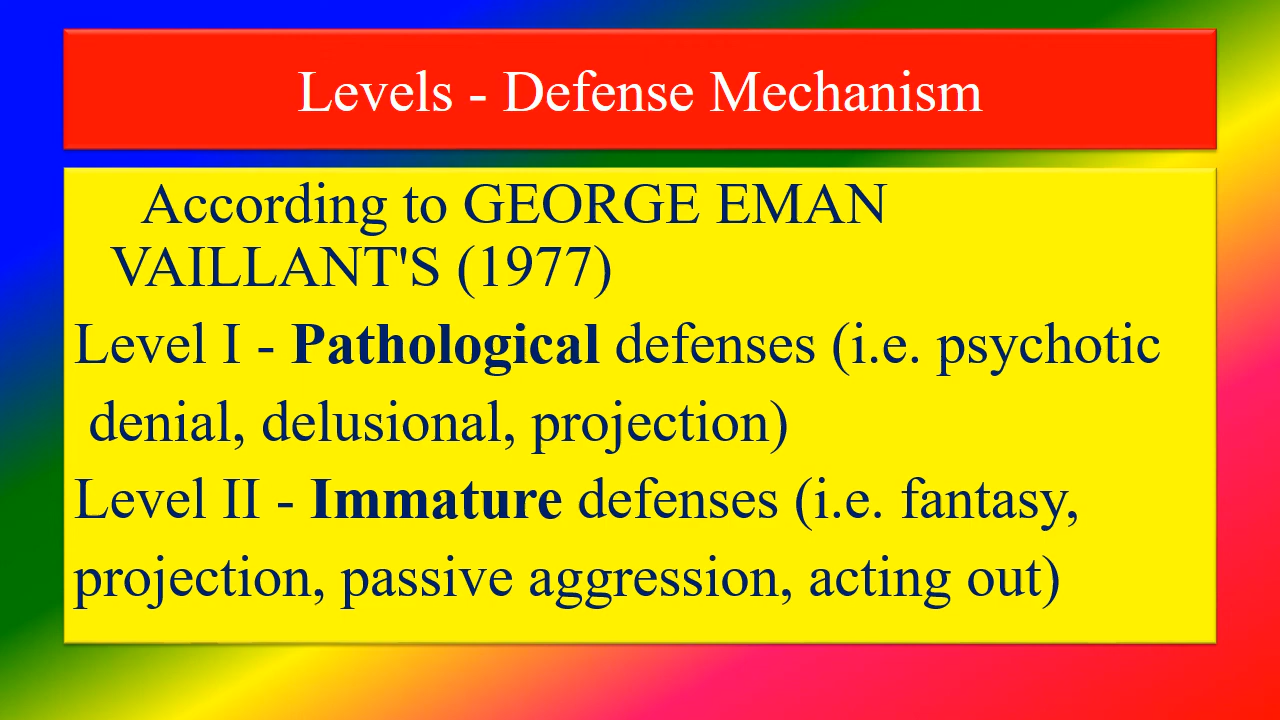 Levels - Defense Mechanism
According to GEORGE EMAN
VAILLANT'S (1977)
Level I - Pathological defenses (i.e. psychotic
denial, delusional, projection)
Level II - Immature defenses (i.e. fantasy,
projection, passive aggression, acting out)